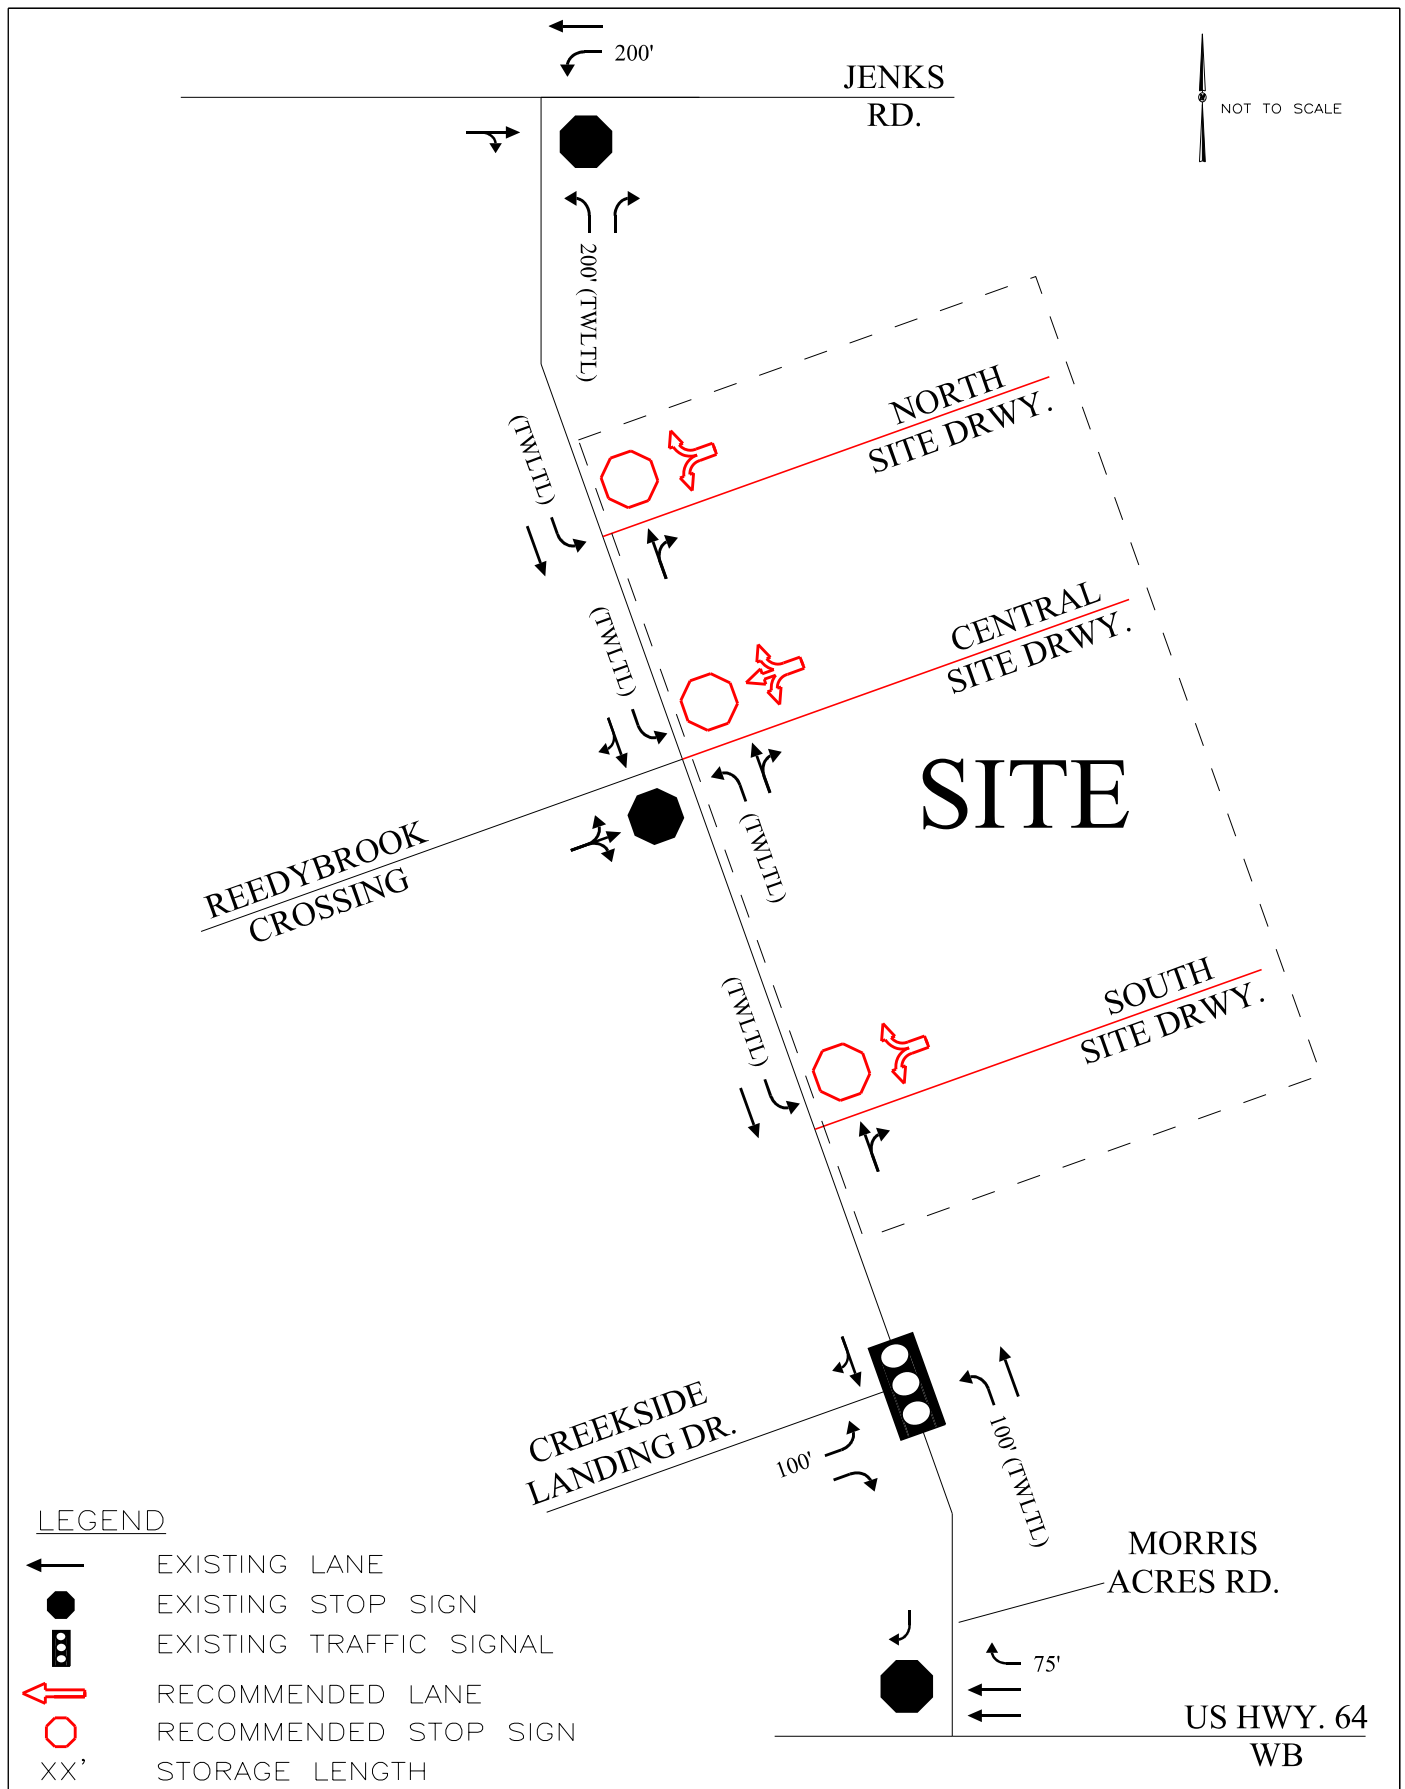 200'
JENKS
RD.
NOT TO SCALE
200' (TWLTL)
NORTH
SITE DRWY.
(TWLTL)
CENTRAL
SITE DRWY.
(TWLTL)
SITE
(TWLTL)
REEDYBROOK
CROSSING
SOUTH
SITE DRWY.
(TWLTL)
CREEKSIDE
LANDING DR.
100'
100' (TWLTL)
MORRIS
ACRES RD.
75'
US HWY. 64
WB
LEGEND
EXISTING LANE
EXISTING STOP SIGN
EXISTING TRAFFIC SIGNAL
RECOMMENDED LANE
RECOMMENDED STOP SIGN
XX' STORAGE LENGTH